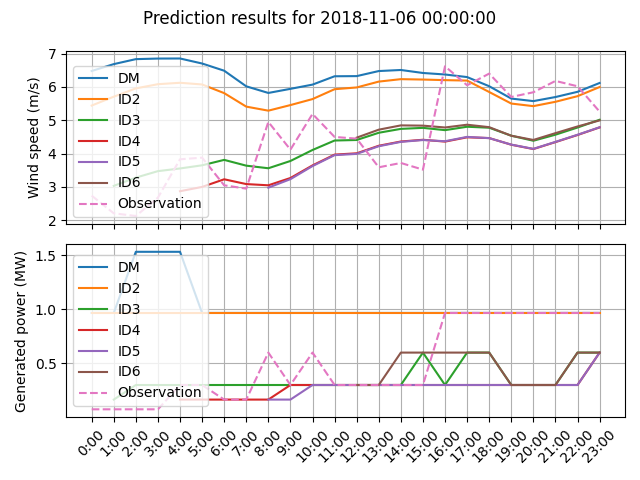 Prediction results for 2018-11-06 00:00:00
Wind speed (m/s)
7
6
5
4
3
2
DM
ID2
ID3
ID4
ID5
ID6
Observation
Generated power (MW)
1.5
1.0
0.5
DM
ID2
ID3
ID4
ID5
ID6
Observation
0:00 1:00 2:00 3:00 4:00 5:00 6:00 7:00 8:00 9:00 10:00 11:00 12:00 13:00 14:00 15:00 16:00 17:00 18:00 19:00 20:00 21:00 22:00 23:00